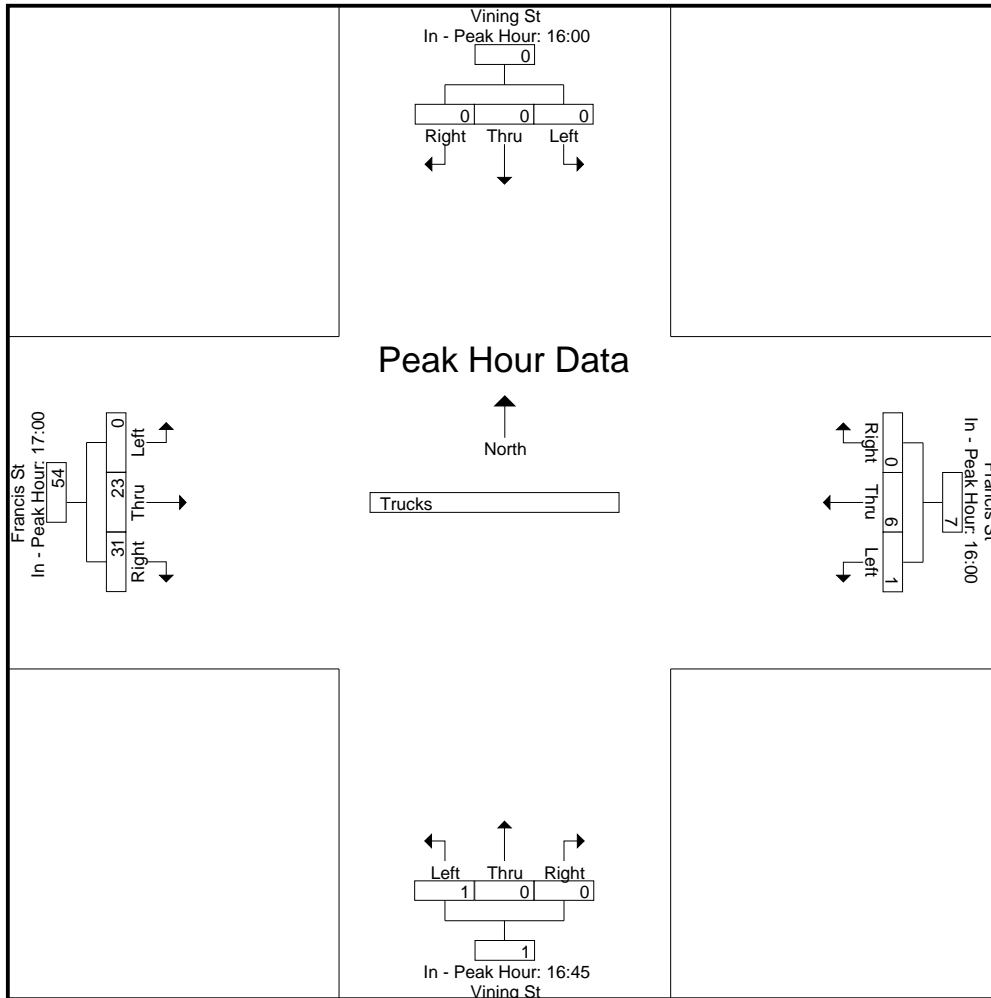 Vining St
In - Peak Hour: 16:00
0
0 0 0
Right Thru Left
Peak Hour Data
North
Trucks
Francis St
In - Peak Hour: 17:00
54
0 23 31
Left Thru Right
Francis St
In - Peak Hour: 16:00
7
0 6 1
Right Thru Left
Left Thru Right
1 0 0
1
In - Peak Hour: 16:45
Vining St